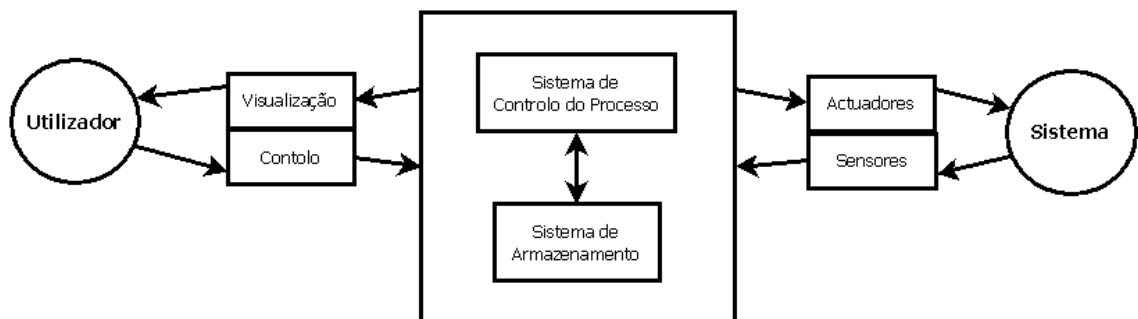 Utilizador
Visualização
Contolo
Sistema de
Controlo do Processo
Sistema de
Armazenamento
Actuadores
Sensores
Sistema